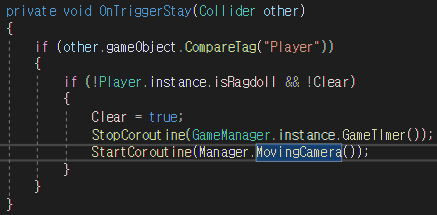 private void OnTriggerStay(Collider other)
{
if (other.gameObject.CompareTag("Player"))
{
if (!Player.instance.isRagdoll && !Clear)
{
Clear = true;
StopCoroutine(GameManager.instance.GameTImer());
StartCoroutine(Manager.MovingCamera());
}
}
}